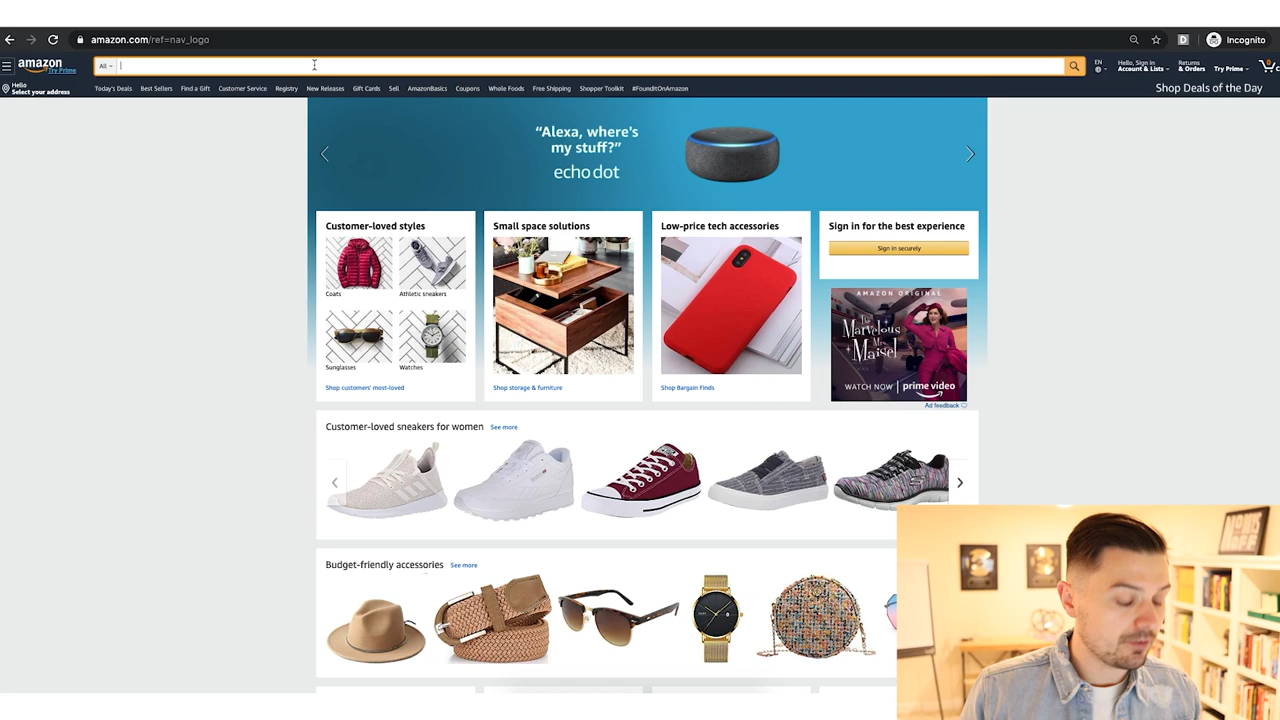 amazon.com/ref=nav_logo
Incognito
amazon
Try Prime
All
EN
Hello, Sign in
Account & Lists
Returns
& Orders
Try Prime
0
Hello
Select your address
Today's Deals
Best Sellers
Find a Gift
Customer Service
Registry
New Releases
Gift Cards
Sell
AmazonBasics
Coupons
Whole Foods
Free Shipping
Shopper Toolkit
#FoundItOnAmazon
Shop Deals of the Day
“Alexa, where's
my stuff?”
echo dot
Customer-loved styles
Coats
Athletic sneakers
Sunglasses
Watches
Shop customers' most-loved
Small space solutions
Shop storage & furniture
Low-price tech accessories
Shop Bargain Finds
Sign in for the best experience
Sign in securely
AMAZON ORIGINAL
The
Marvelous
Mrs.
Maisel
WATCH NOW | prime video
Ad feedback
Customer-loved sneakers for women
See more
Budget-friendly accessories
See more